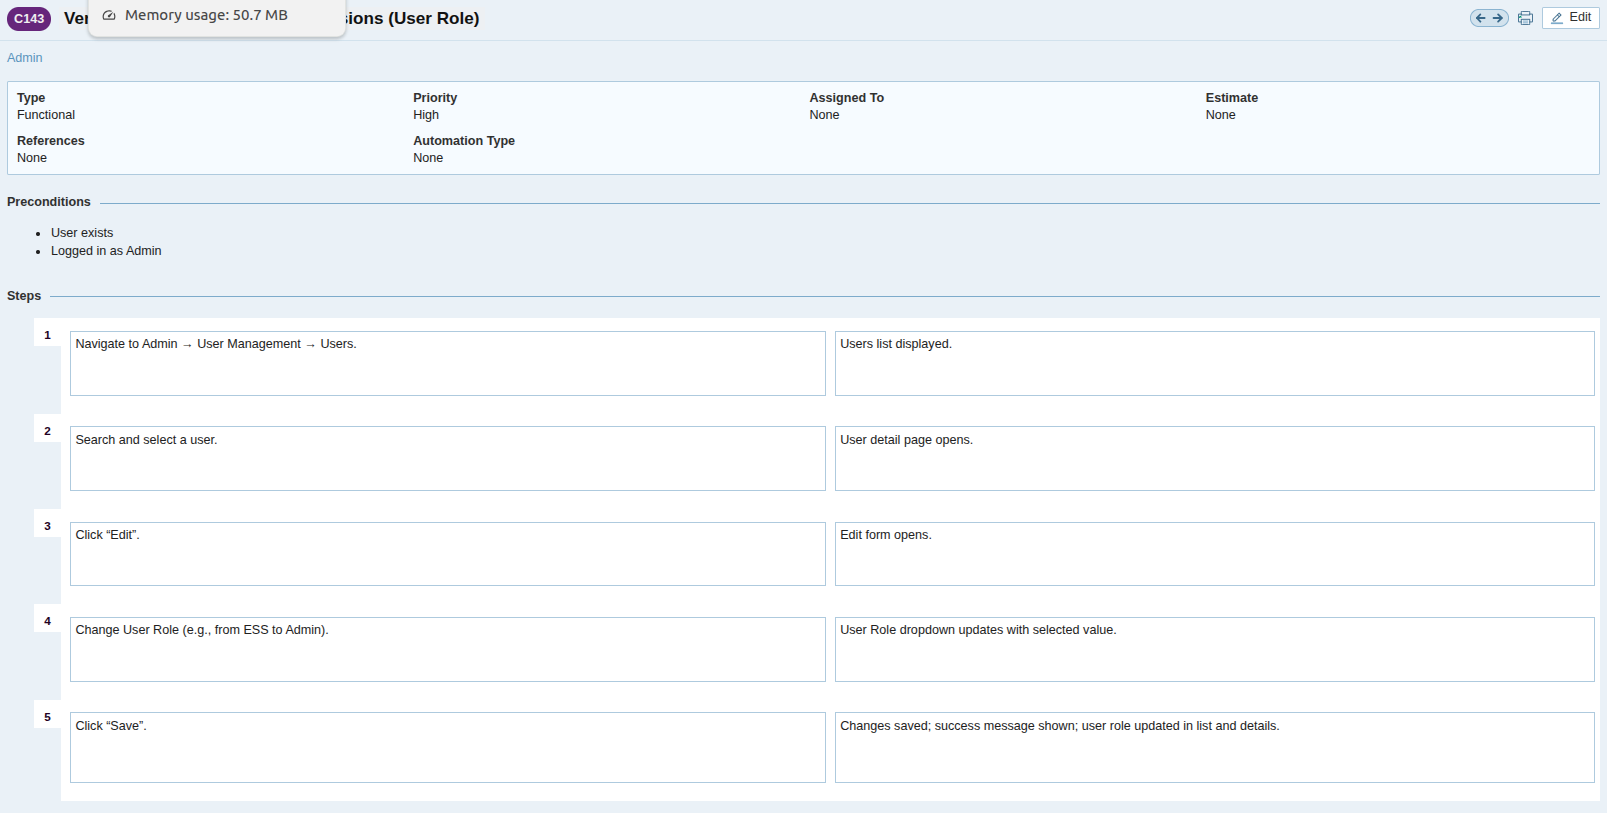 C143 Memory usage: 50.7 MB (User Role) Edit
Admin
Type Priority Assigned To Estimate
Functional High None None
References Automation Type
None None
Preconditions
• User exists
• Logged in as Admin
Steps
1 Navigate to Admin → User Management → Users. Users list displayed.
2 Search and select a user. User detail page opens.
3 Click “Edit”. Edit form opens.
4 Change User Role (e.g., from ESS to Admin). User Role dropdown updates with selected value.
5 Click “Save”. Changes saved; success message shown; user role updated in list and details.